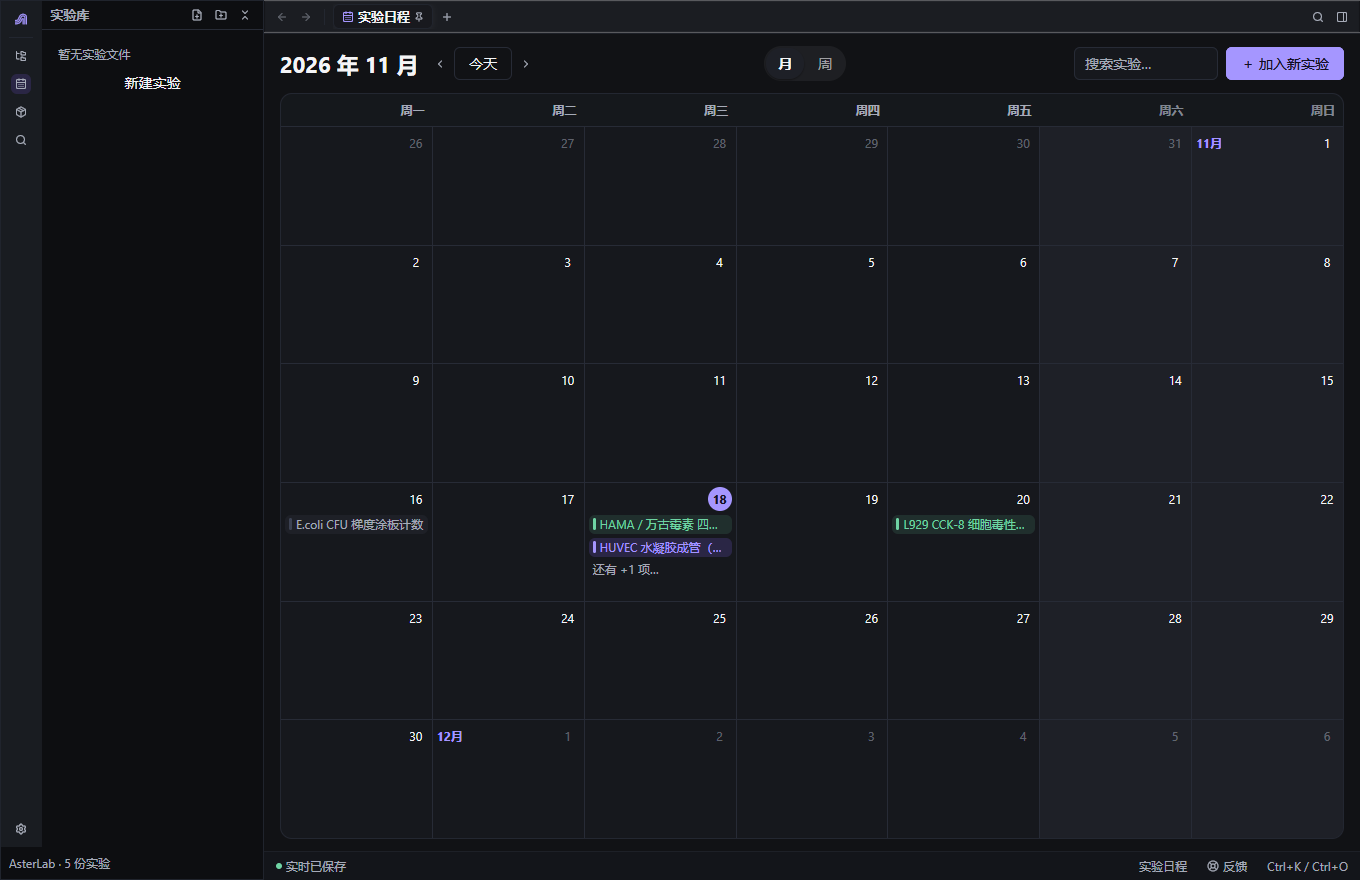 实验库
实验日程
暂无实验文件
新建实验
2026 年 11 月
今天
月 周
搜索实验...
+ 加入新实验
周一 周二 周三 周四 周五 周六 周日
26 27 28 29 30 31 11月 1
2 3 4 5 6 7 8
9 10 11 12 13 14 15
16 17 18 19 20 21 22
E.coli CFU 梯度涂板计数
HAMA / 万古霉素 四...
L929 CCK-8 细胞毒性...
HUVEC 水凝胶成管（...
还有 +1 项...
23 24 25 26 27 28 29
30 12月 1 2 3 4 5 6
AsterLab · 5 份实验
实时已保存
实验日程 反馈 Ctrl+K / Ctrl+O